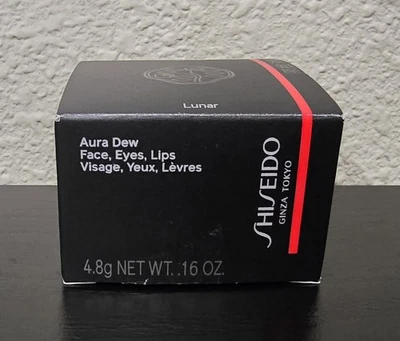 Lunar
Aura Dew
Face, Eyes, Lips
Visage, Yeux, Lèvres
SHISEIDO
GINZA TOKYO
4.8g NET WT. .16 OZ.